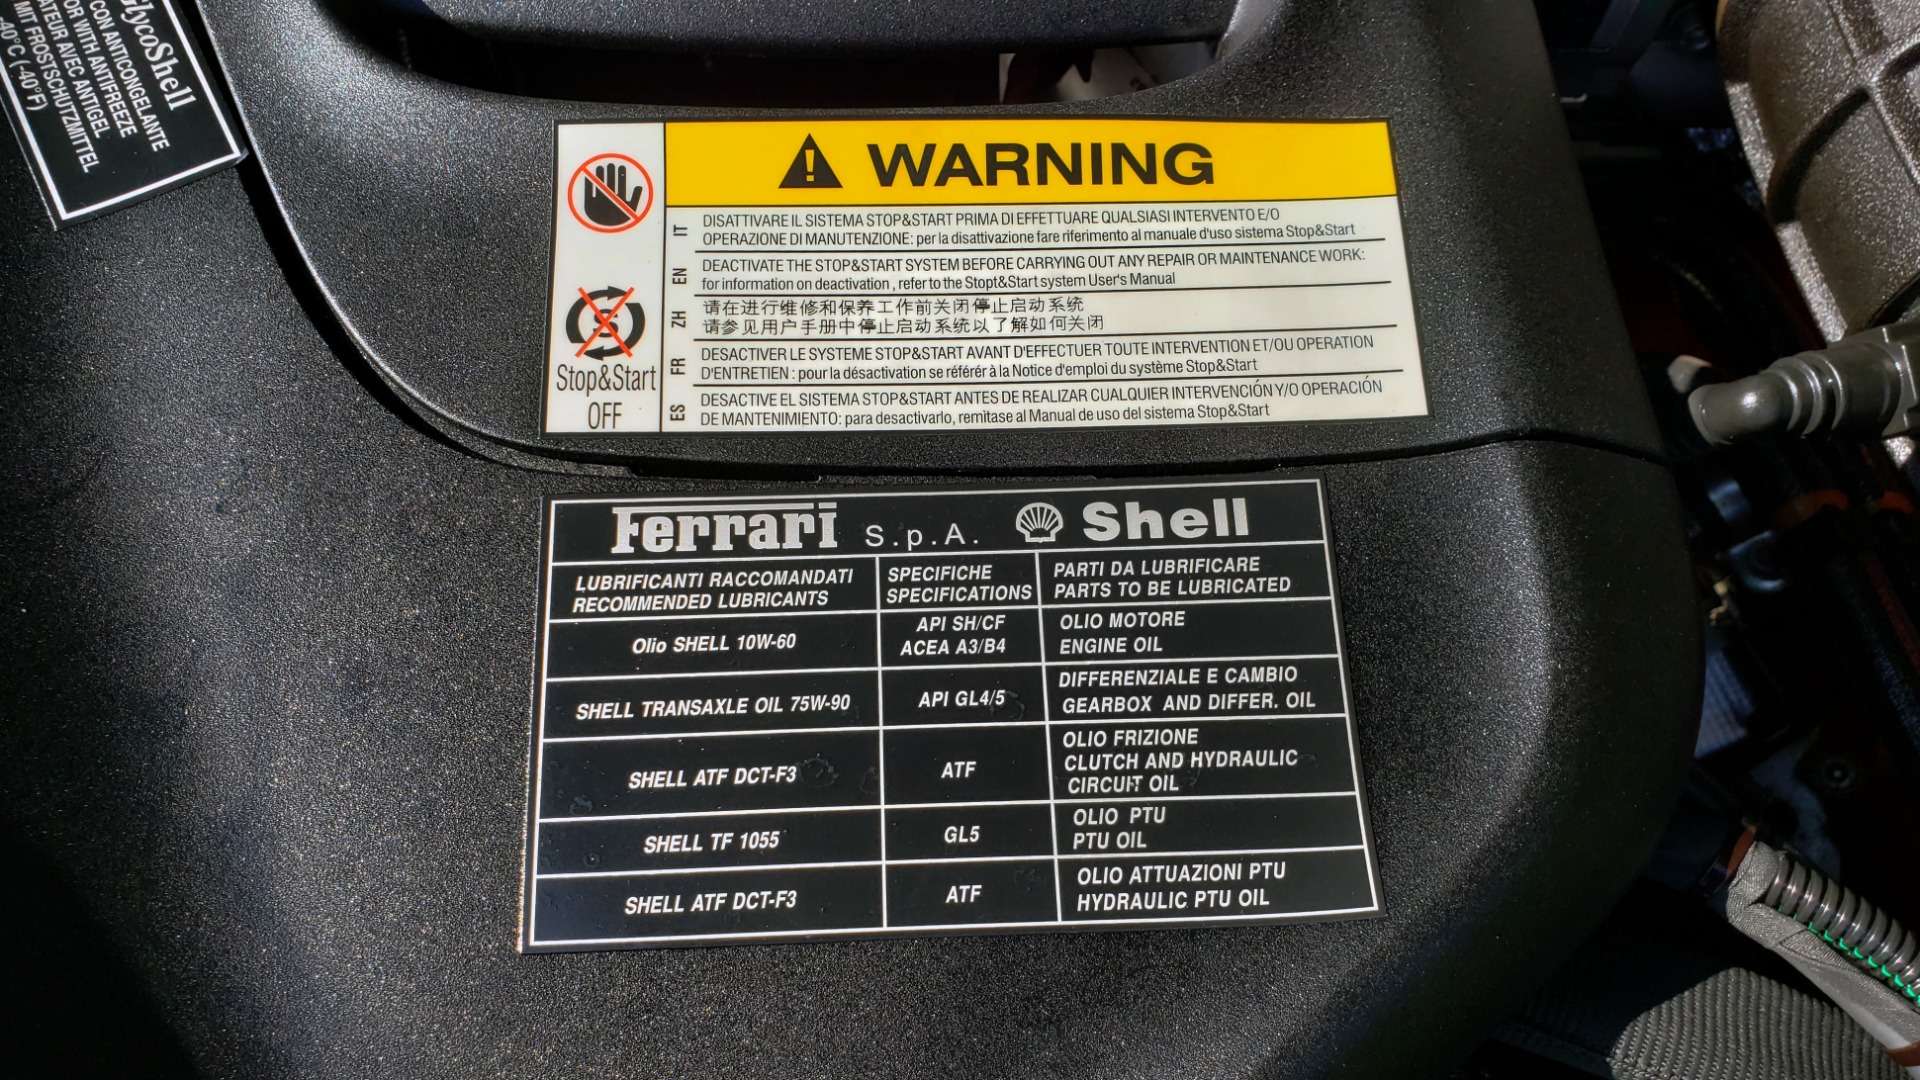 GlycoShell
CON ANTICONGELANTE
OR WITH ANTIFREEZE
ATEUR AVEC ANTIGEL
MIT FROSTSCHUTZMITTEL
-40°C (-40°F)
WARNING
IT
DISATTIVARE IL SISTEMA STOP&START PRIMA DI EFFETTUARE QUALSIASI INTERVENTO E/O
OPERAZIONE DI MANUTENZIONE: per la disattivazione fare riferimento al manuale d'uso sistema Stop&Start
EN
DEACTIVATE THE STOP&START SYSTEM BEFORE CARRYING OUT ANY REPAIR OR MAINTENANCE WORK:
for information on deactivation , refer to the Stopt&Start system User's Manual
ZH
请在进行维修和保养工作前关闭停止启动系统
请参见用户手册中停止启动系统以了解如何关闭
FR
DESACTIVER LE SYSTEME STOP&START AVANT D'EFFECTUER TOUTE INTERVENTION ET/OU OPERATION
D'ENTRETIEN : pour la désactivation se référér à la Notice d'emploi du système Stop&Start
ES
DESACTIVE EL SISTEMA STOP&START ANTES DE REALIZAR CUALQUIER INTERVENCIÓN Y/O OPERACIÓN
DE MANTENIMIENTO: para desactivarlo, remìtase al Manual de uso del sistema Stop&Start
S
Stop&Start
OFF
Ferrari S.p.A. Shell
LUBRIFICANTI RACCOMANDATI
RECOMMENDED LUBRICANTS
SPECIFICHE
SPECIFICATIONS
PARTI DA LUBRIFICARE
PARTS TO BE LUBRICATED
Olio SHELL 10W-60
API SH/CF
ACEA A3/B4
OLIO MOTORE
ENGINE OIL
SHELL TRANSAXLE OIL 75W-90
API GL4/5
DIFFERENZIALE E CAMBIO
GEARBOX AND DIFFER. OIL
SHELL ATF DCT-F3
ATF
OLIO FRIZIONE
CLUTCH AND HYDRAULIC
CIRCUIT OIL
SHELL TF 1055
GL5
OLIO PTU
PTU OIL
SHELL ATF DCT-F3
ATF
OLIO ATTUAZIONI PTU
HYDRAULIC PTU OIL